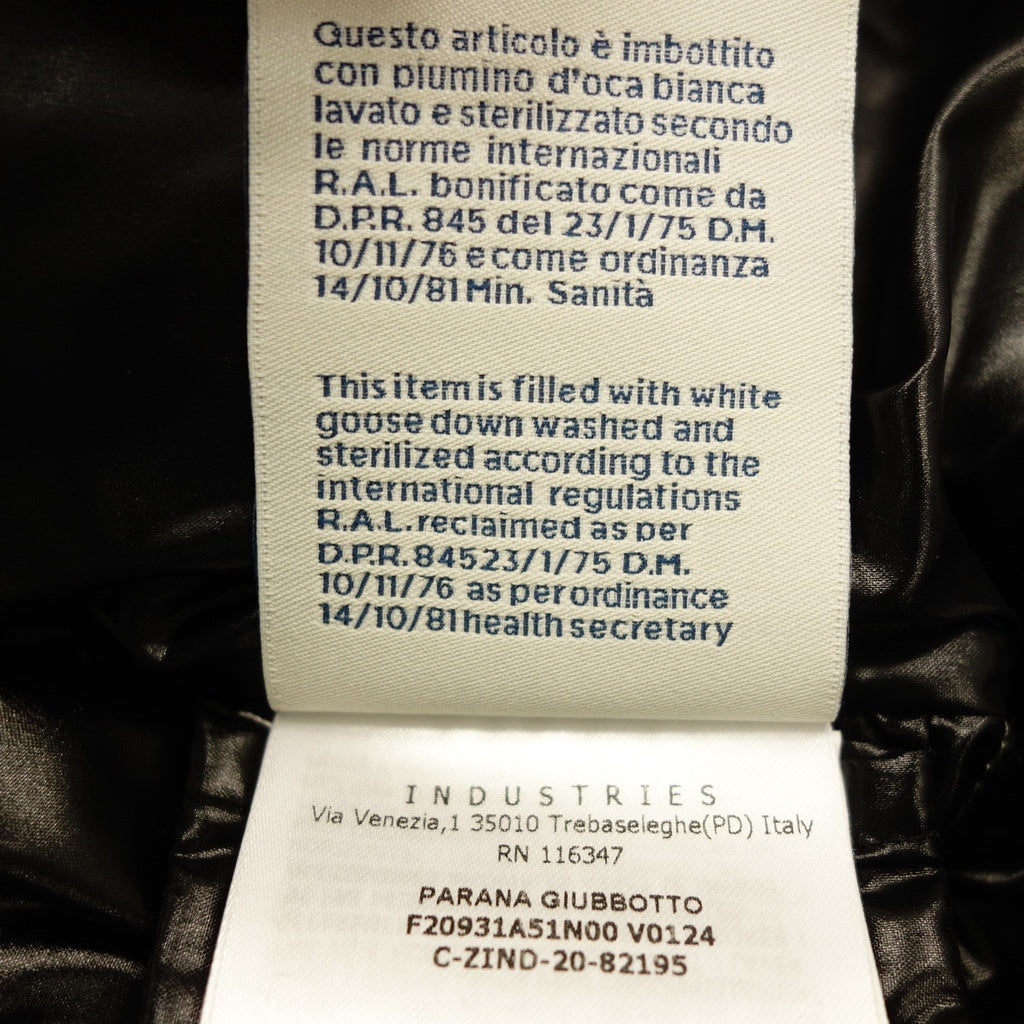 Questo articolo è imbottito
con piumino d'oca bianca
lavato e sterilizzato secondo
le norme internazionali
R.A.L. bonificato come da
D.P.R. 845 del 23/1/75 D.M.
10/11/76 e come ordinanza
14/10/81 Min. Sanità
This item is filled with white
goose down washed and
sterilized according to the
international regulations
R.A.L. reclaimed as per
D.P.R. 845 23/1/75 D.M.
10/11/76 as per ordinance
14/10/81 health secretary
INDUSTRIES
Via Venezia,1 35010 Trebaseleghe(PD) Italy
RN 116347
PARANA GIUBBOTTO
F20931A51N00 V0124
C-ZIND-20-82195